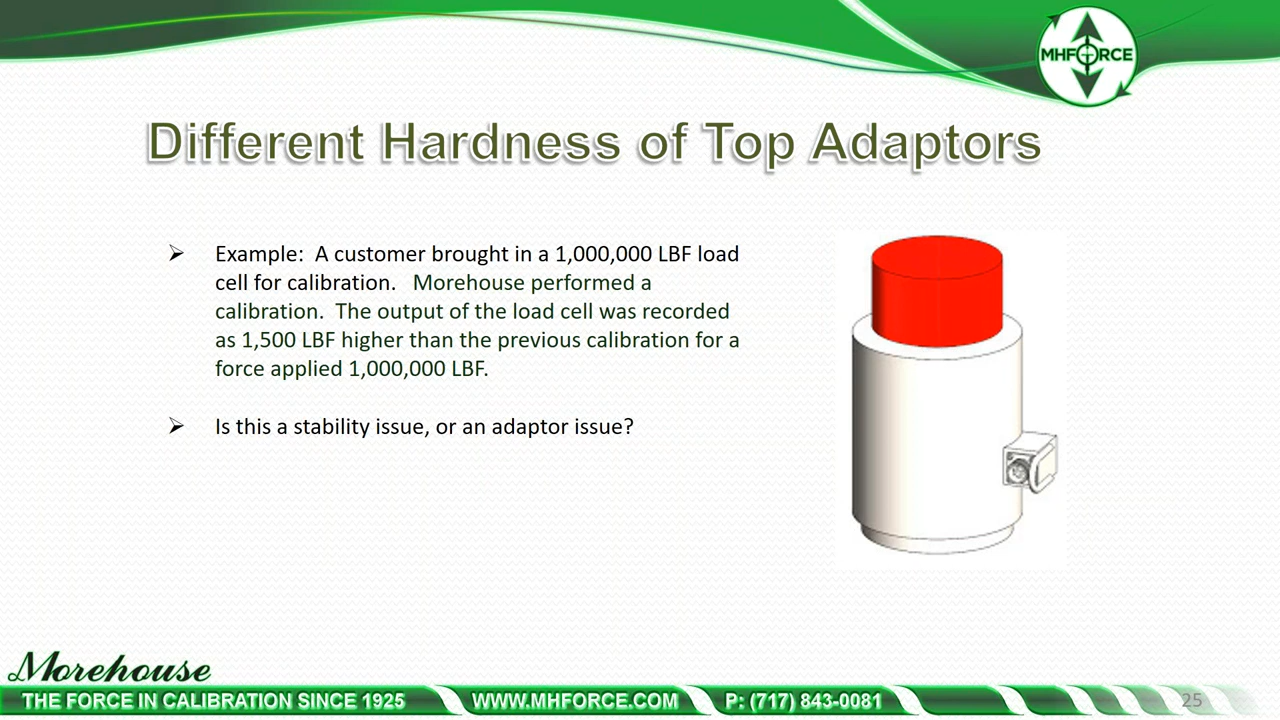 MHFORCE
Different Hardness of Top Adaptors
Example: A customer brought in a 1,000,000 LBF load
cell for calibration. Morehouse performed a
calibration. The output of the load cell was recorded
as 1,500 LBF higher than the previous calibration for a
force applied 1,000,000 LBF.
Is this a stability issue, or an adaptor issue?
Morehouse
THE FORCE IN CALIBRATION SINCE 1925 WWW.MHFORCE.COM P: (717) 843-0081 25